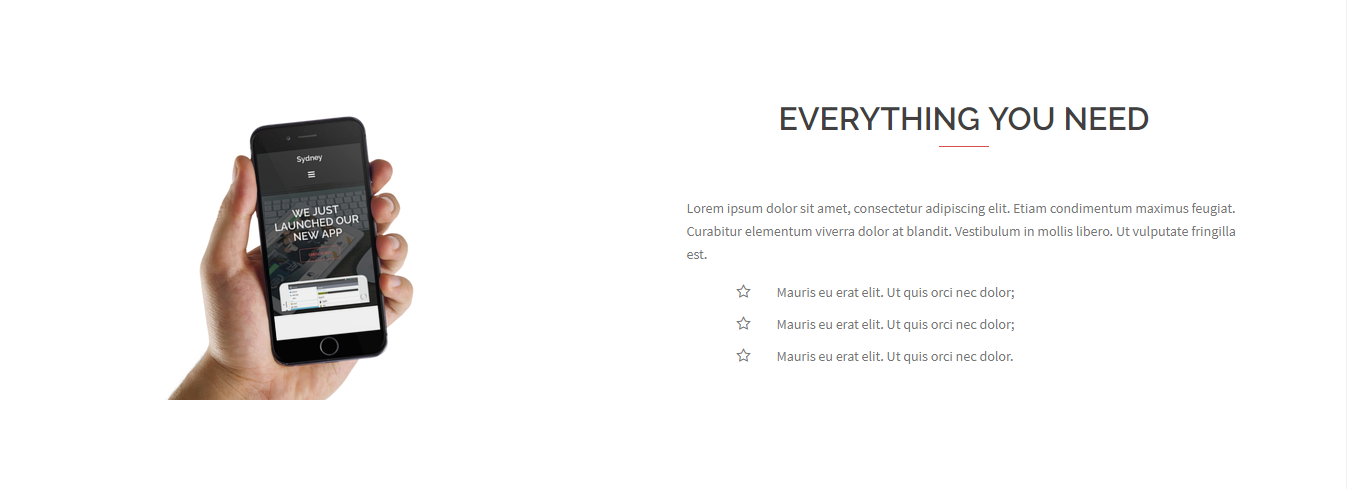 Sydney
WE JUST
LAUNCHED OUR
NEW APP
EVERYTHING YOU NEED
Lorem ipsum dolor sit amet, consectetur adipiscing elit. Etiam condimentum maximus feugiat.
Curabitur elementum viverra dolor at blandit. Vestibulum in mollis libero. Ut vulputate fringilla
est.
Mauris eu erat elit. Ut quis orci nec dolor;
Mauris eu erat elit. Ut quis orci nec dolor;
Mauris eu erat elit. Ut quis orci nec dolor.